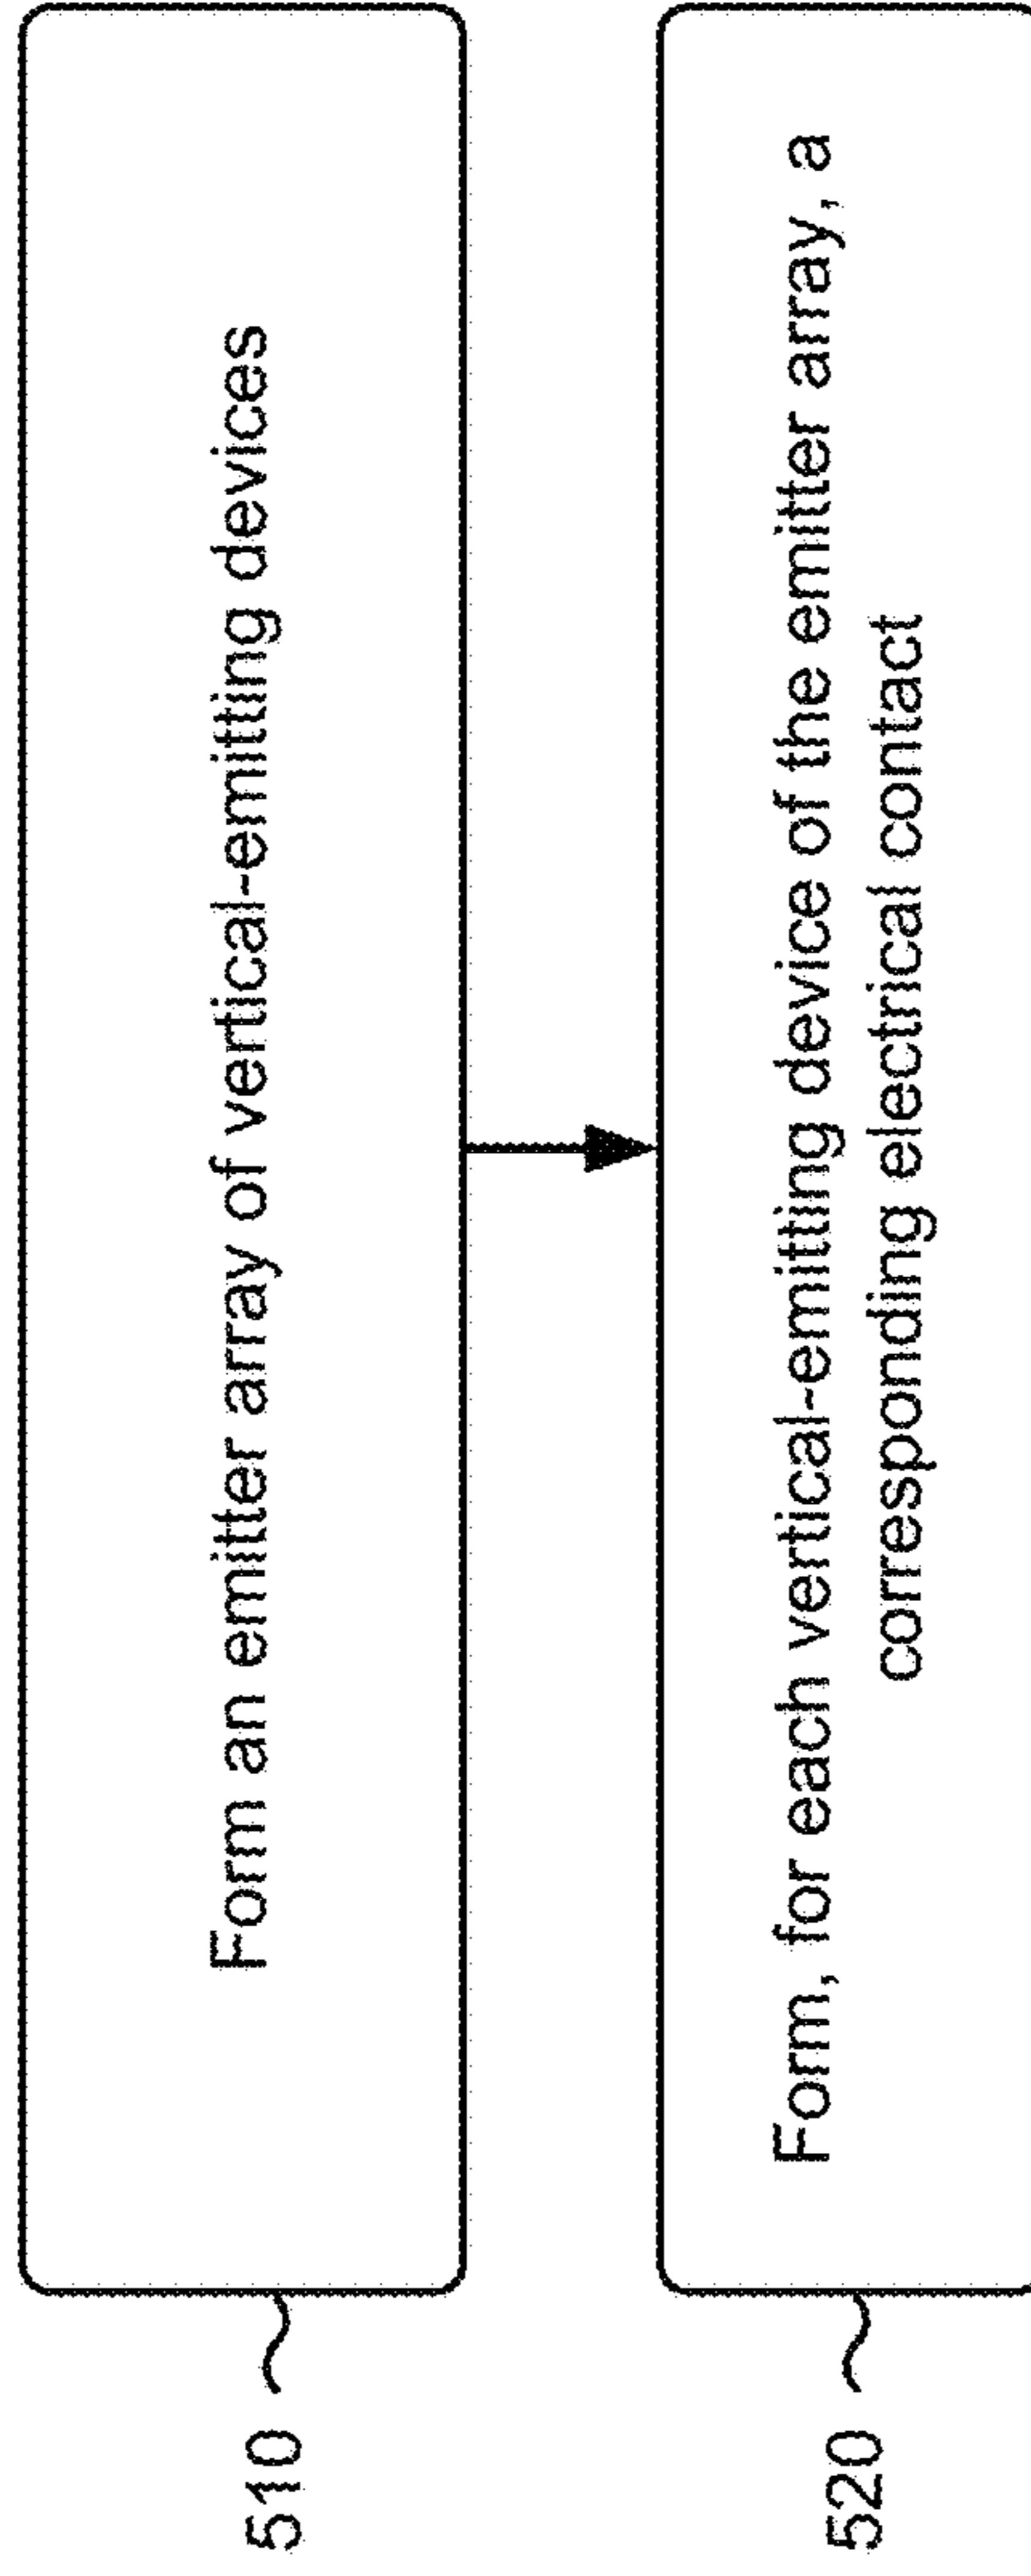 510
Form an emitter array of vertical-emitting devices
520
Form, for each vertical-emitting device of the emitter array, a
corresponding electrical contact